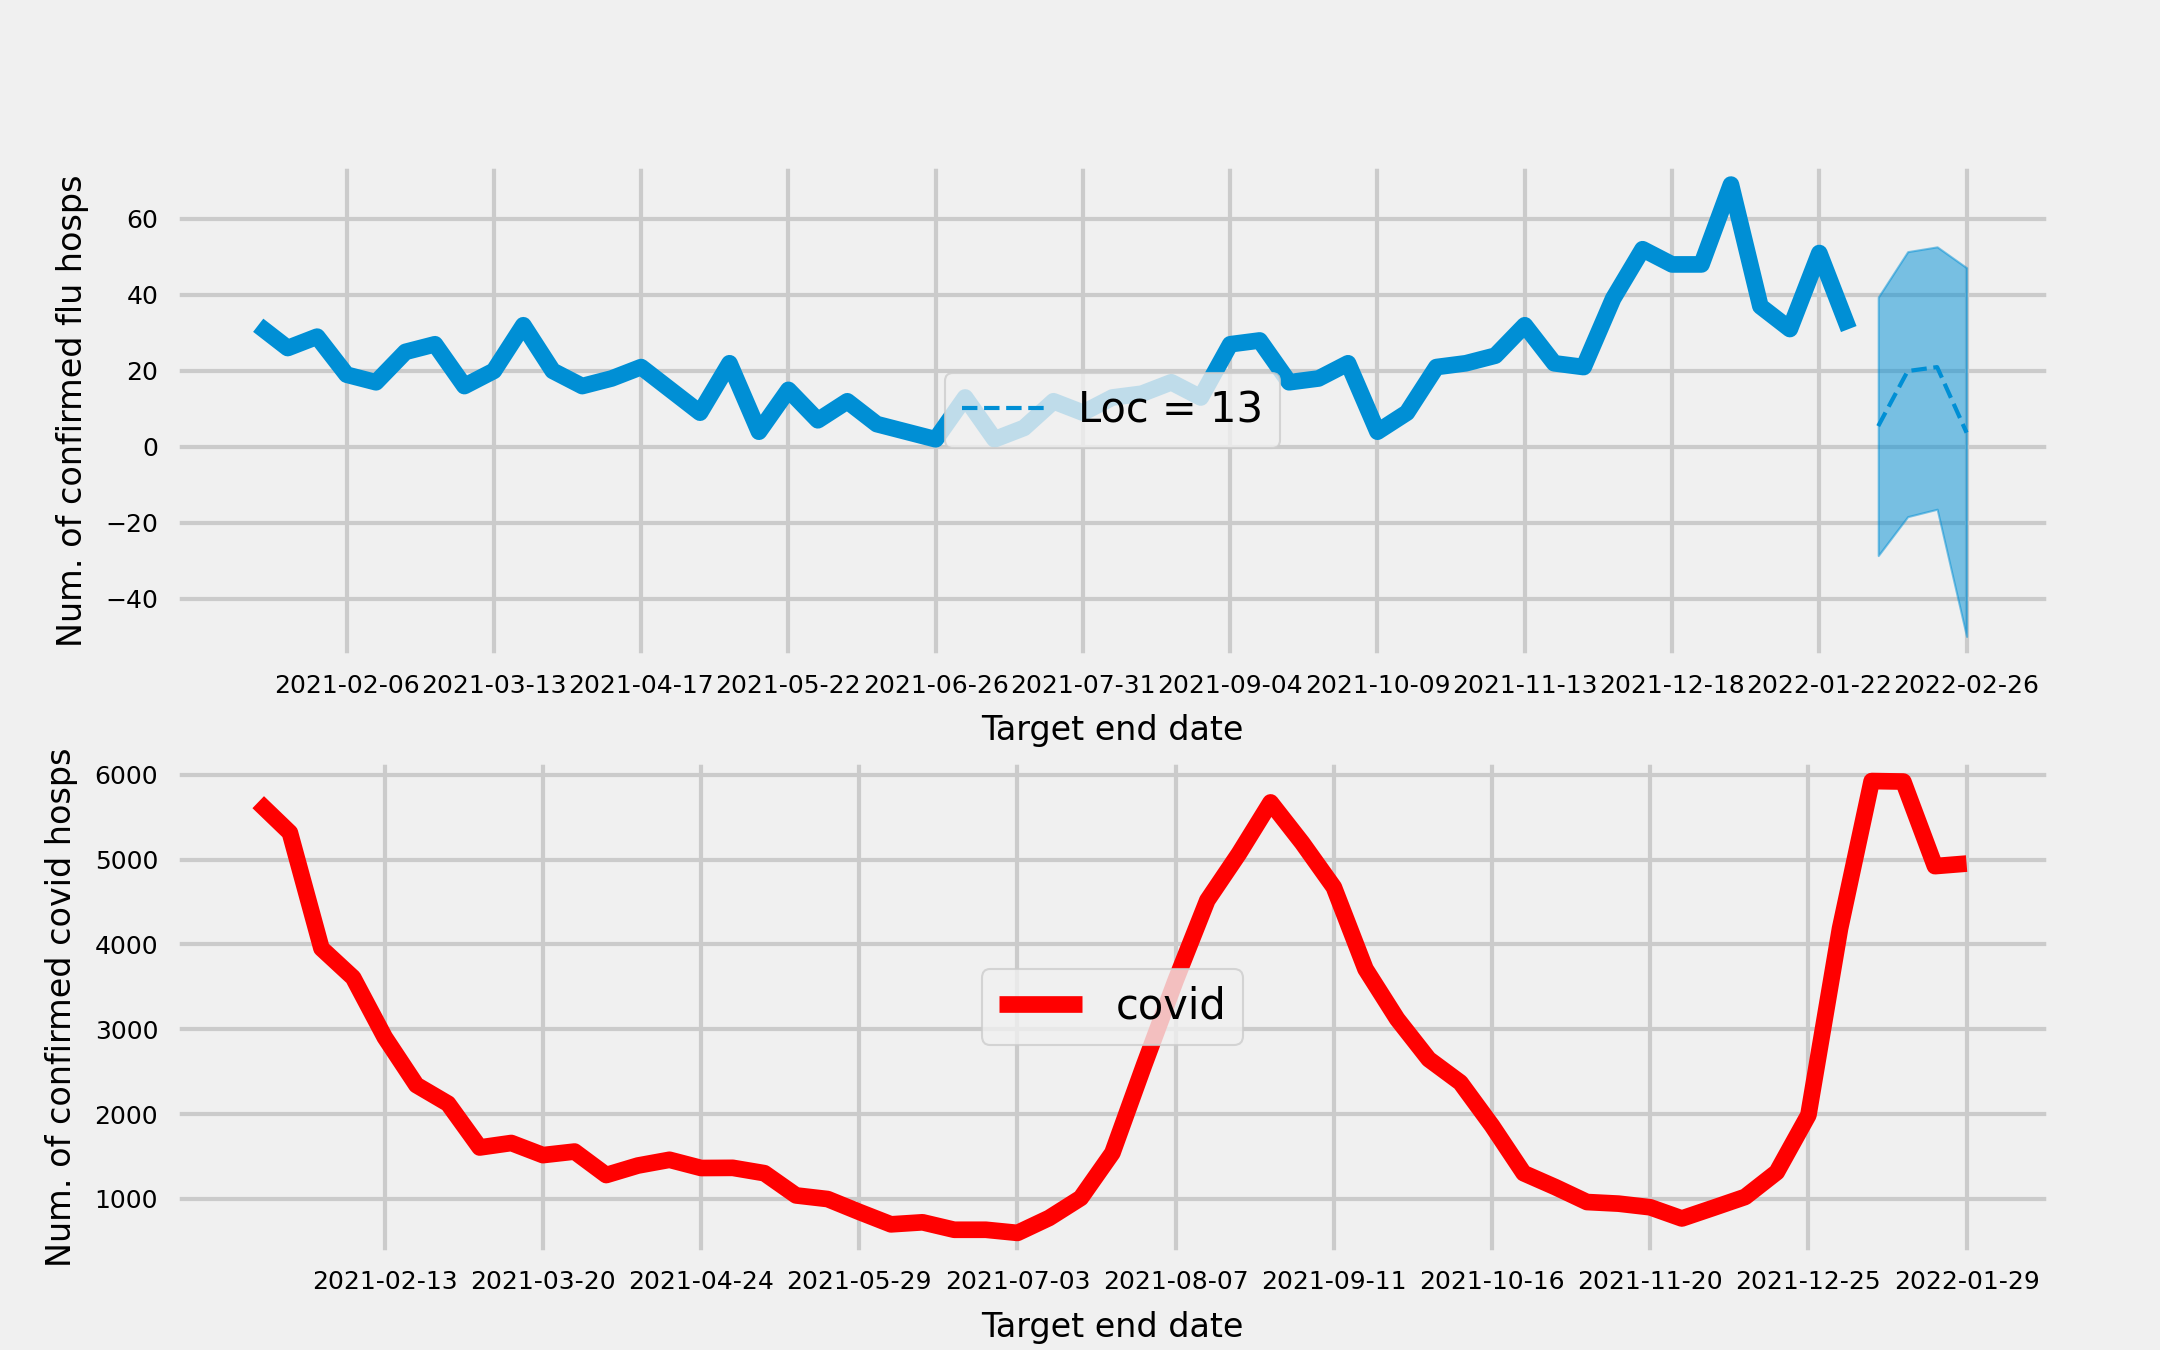 Num. of confirmed flu hosps
60
40
20
0
−20
−40
Loc = 13
2021-02-06 2021-03-13 2021-04-17 2021-05-22 2021-06-26 2021-07-31 2021-09-04 2021-10-09 2021-11-13 2021-12-18 2022-01-22 2022-02-26
Target end date
Num. of confirmed covid hosps
6000
5000
4000
3000
2000
1000
covid
2021-02-13 2021-03-20 2021-04-24 2021-05-29 2021-07-03 2021-08-07 2021-09-11 2021-10-16 2021-11-20 2021-12-25 2022-01-29
Target end date